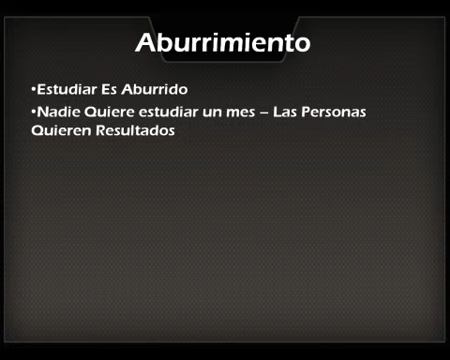 Aburrimiento
•Estudiar Es Aburrido
•Nadie Quiere estudiar un mes – Las Personas
Quieren Resultados